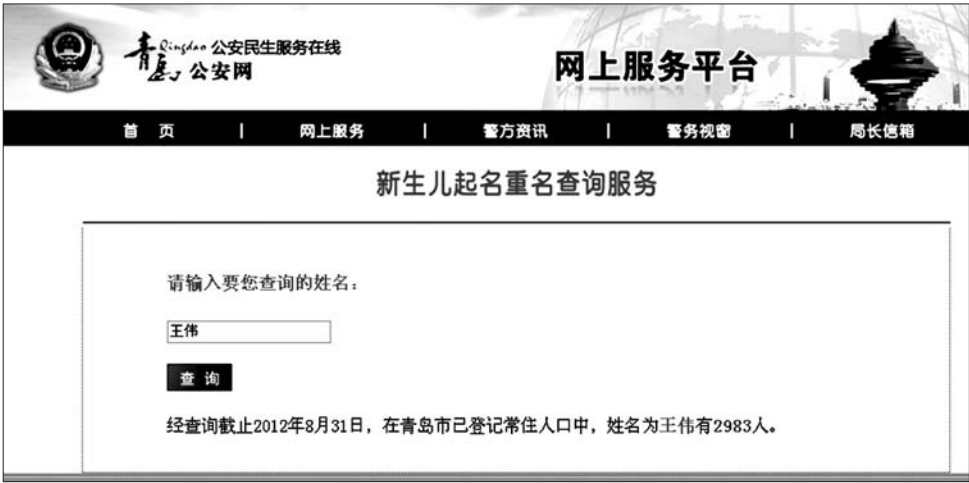 青岛 Qingdao 公安民生服务在线
公安网
网上服务平台
首 页 | 网上服务 | 警方资讯 | 警务视窗 | 局长信箱
新生儿起名重名查询服务
请输入要您查询的姓名：
王伟
查 询
经查询截止2012年8月31日，在青岛市已登记常住人口中，姓名为王伟有2983人。